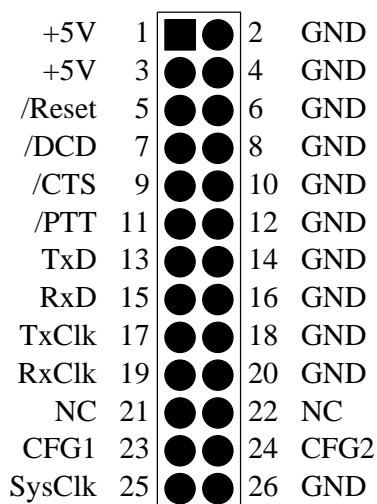 +5V 1 2 GND
+5V 3 4 GND
/Reset 5 6 GND
/DCD 7 8 GND
/CTS 9 10 GND
/PTT 11 12 GND
TxD 13 14 GND
RxD 15 16 GND
TxClk 17 18 GND
RxClk 19 20 GND
NC 21 22 NC
CFG1 23 24 CFG2
SysClk 25 26 GND